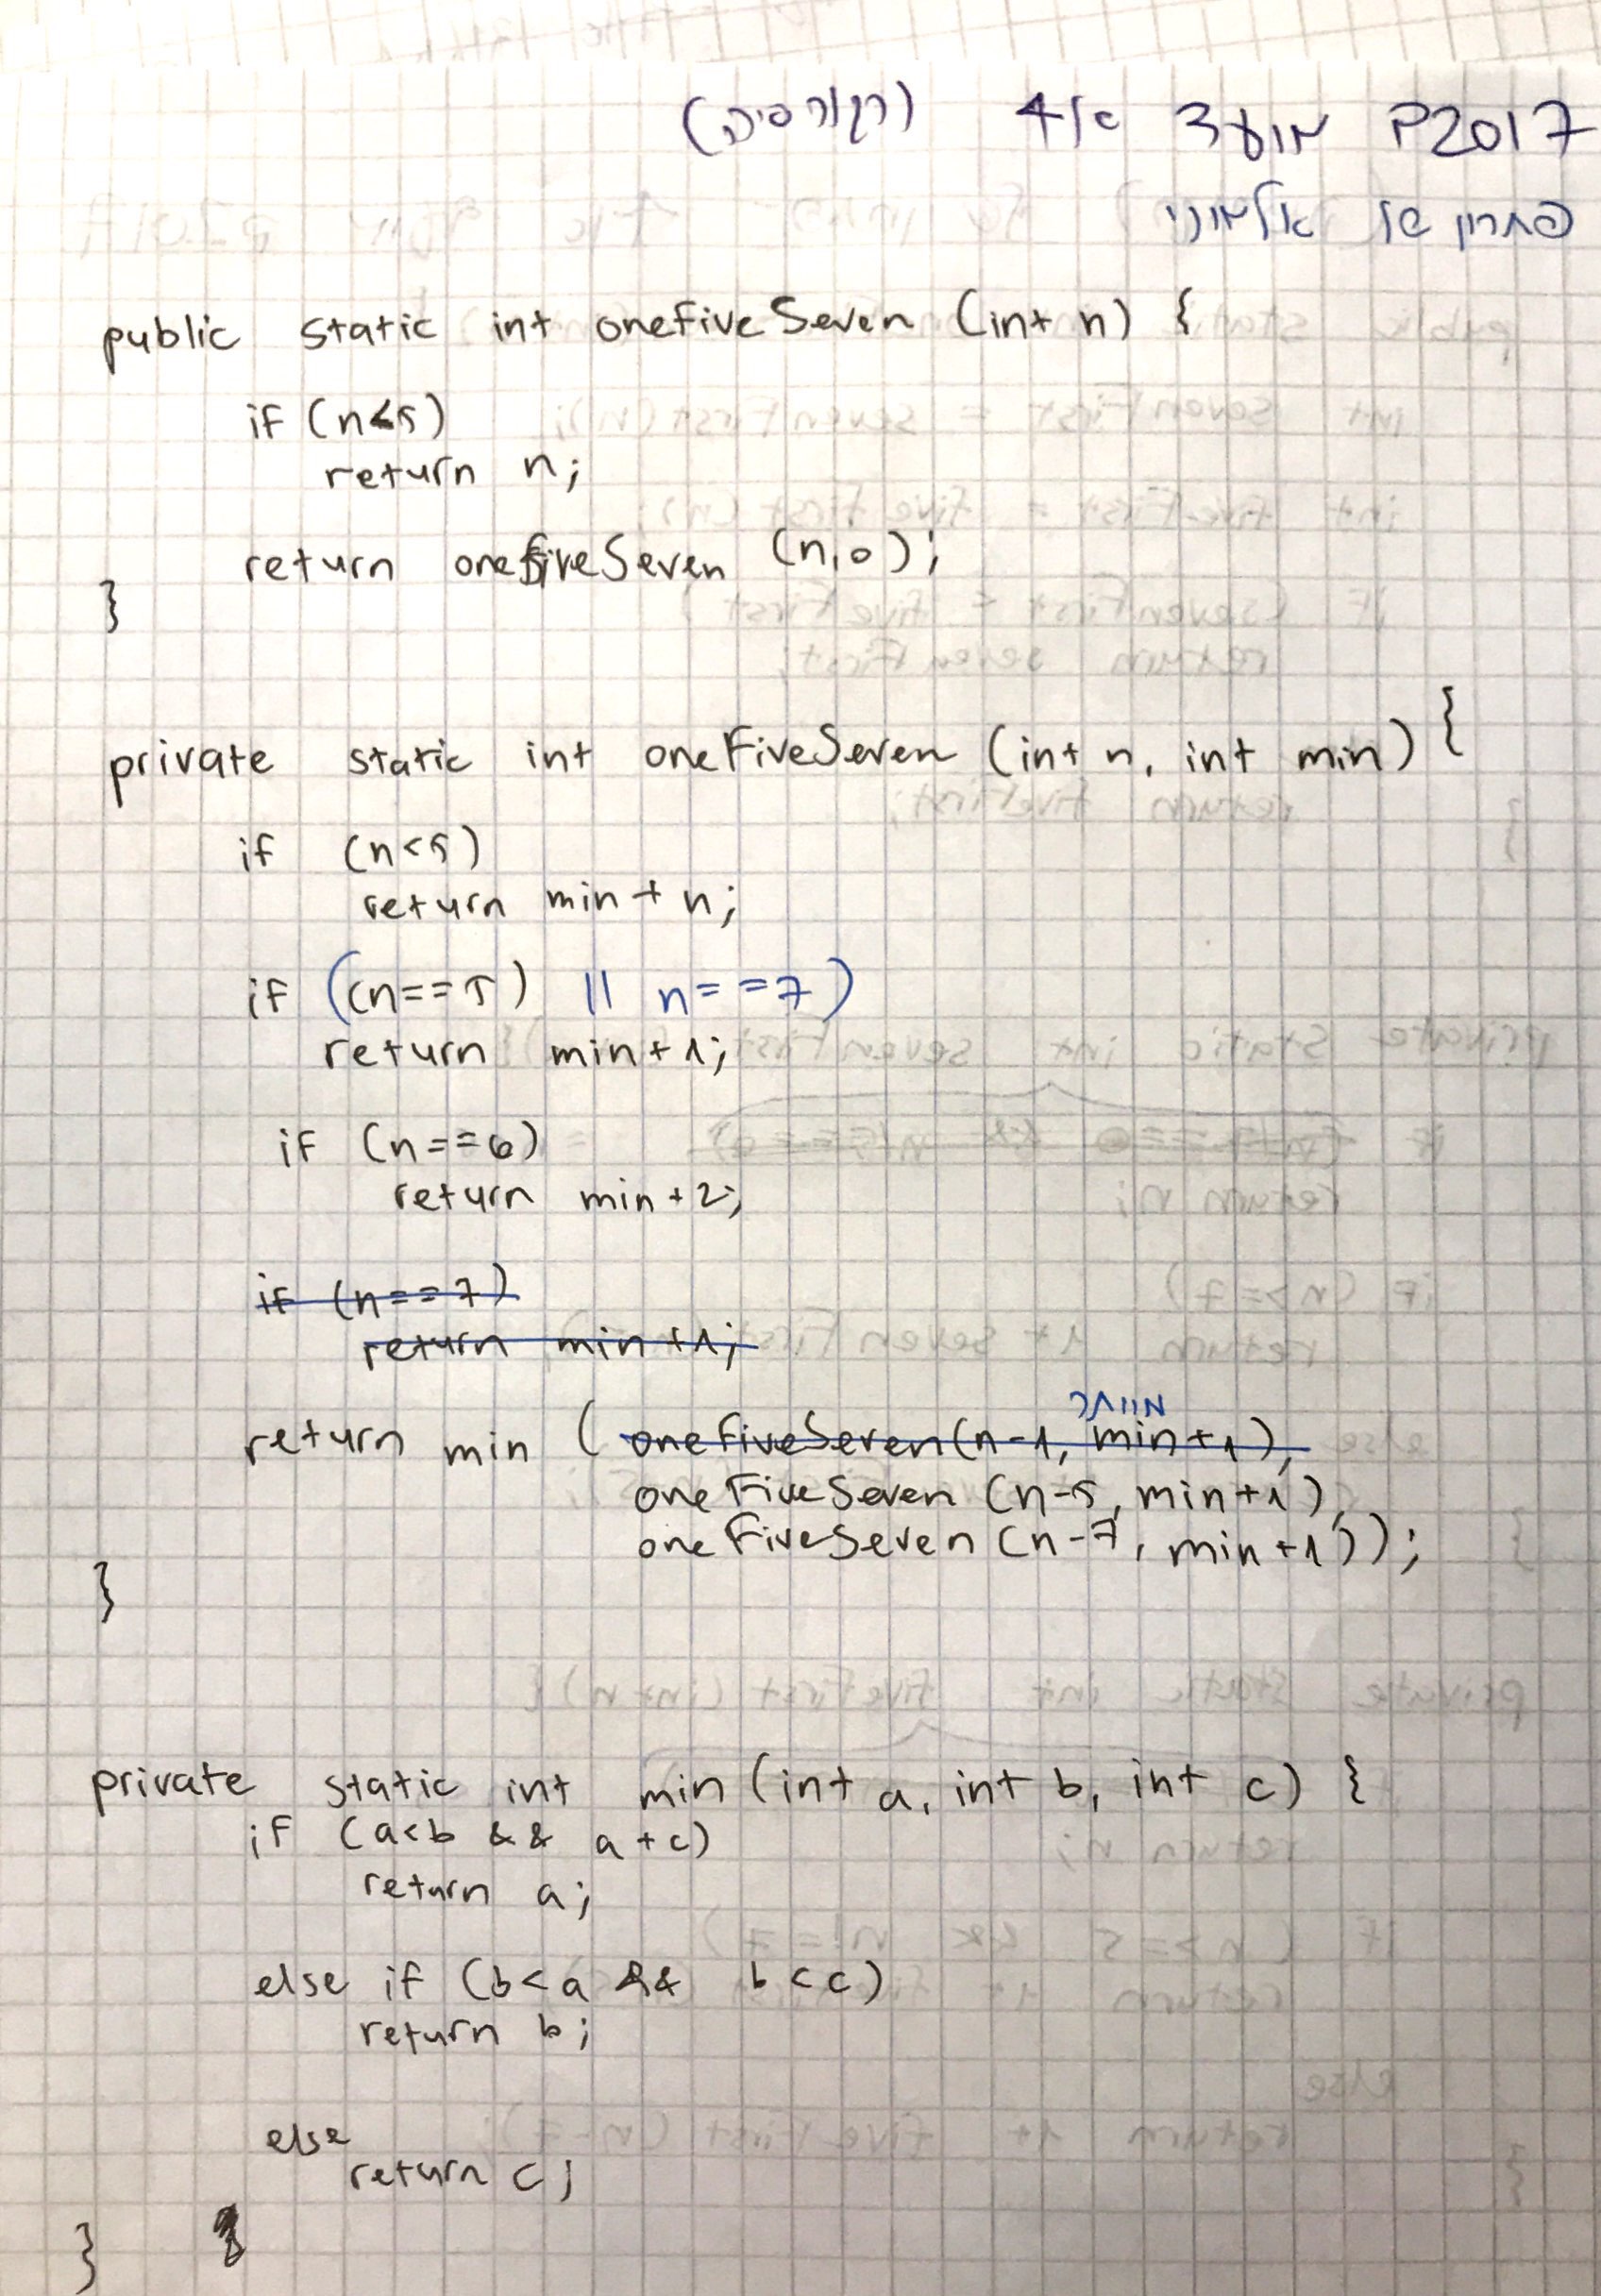 2017ב מועד א 4 (רקורסיה)
פתרון של אלמוני
public static int oneFiveSeven (int n) {
if (n<5)
return n;
return oneFiveSeven (n,0);
}
private static int oneFiveSeven (int n, int min) {
if (n<5)
return min + n;
if ((n==5) || n==7)
return min+1;
if (n==6)
return min+2;
if (n==7)
return min+1;
מיותר
return min ( oneFiveSeven(n-1, min+1),
oneFiveSeven (n-5, min+1),
oneFiveSeven (n-7, min+1));
}
private static int min (int a, int b, int c) {
if (a<b && a+c)
return a;
else if (b<a && b<c)
return b;
else
return c;
}